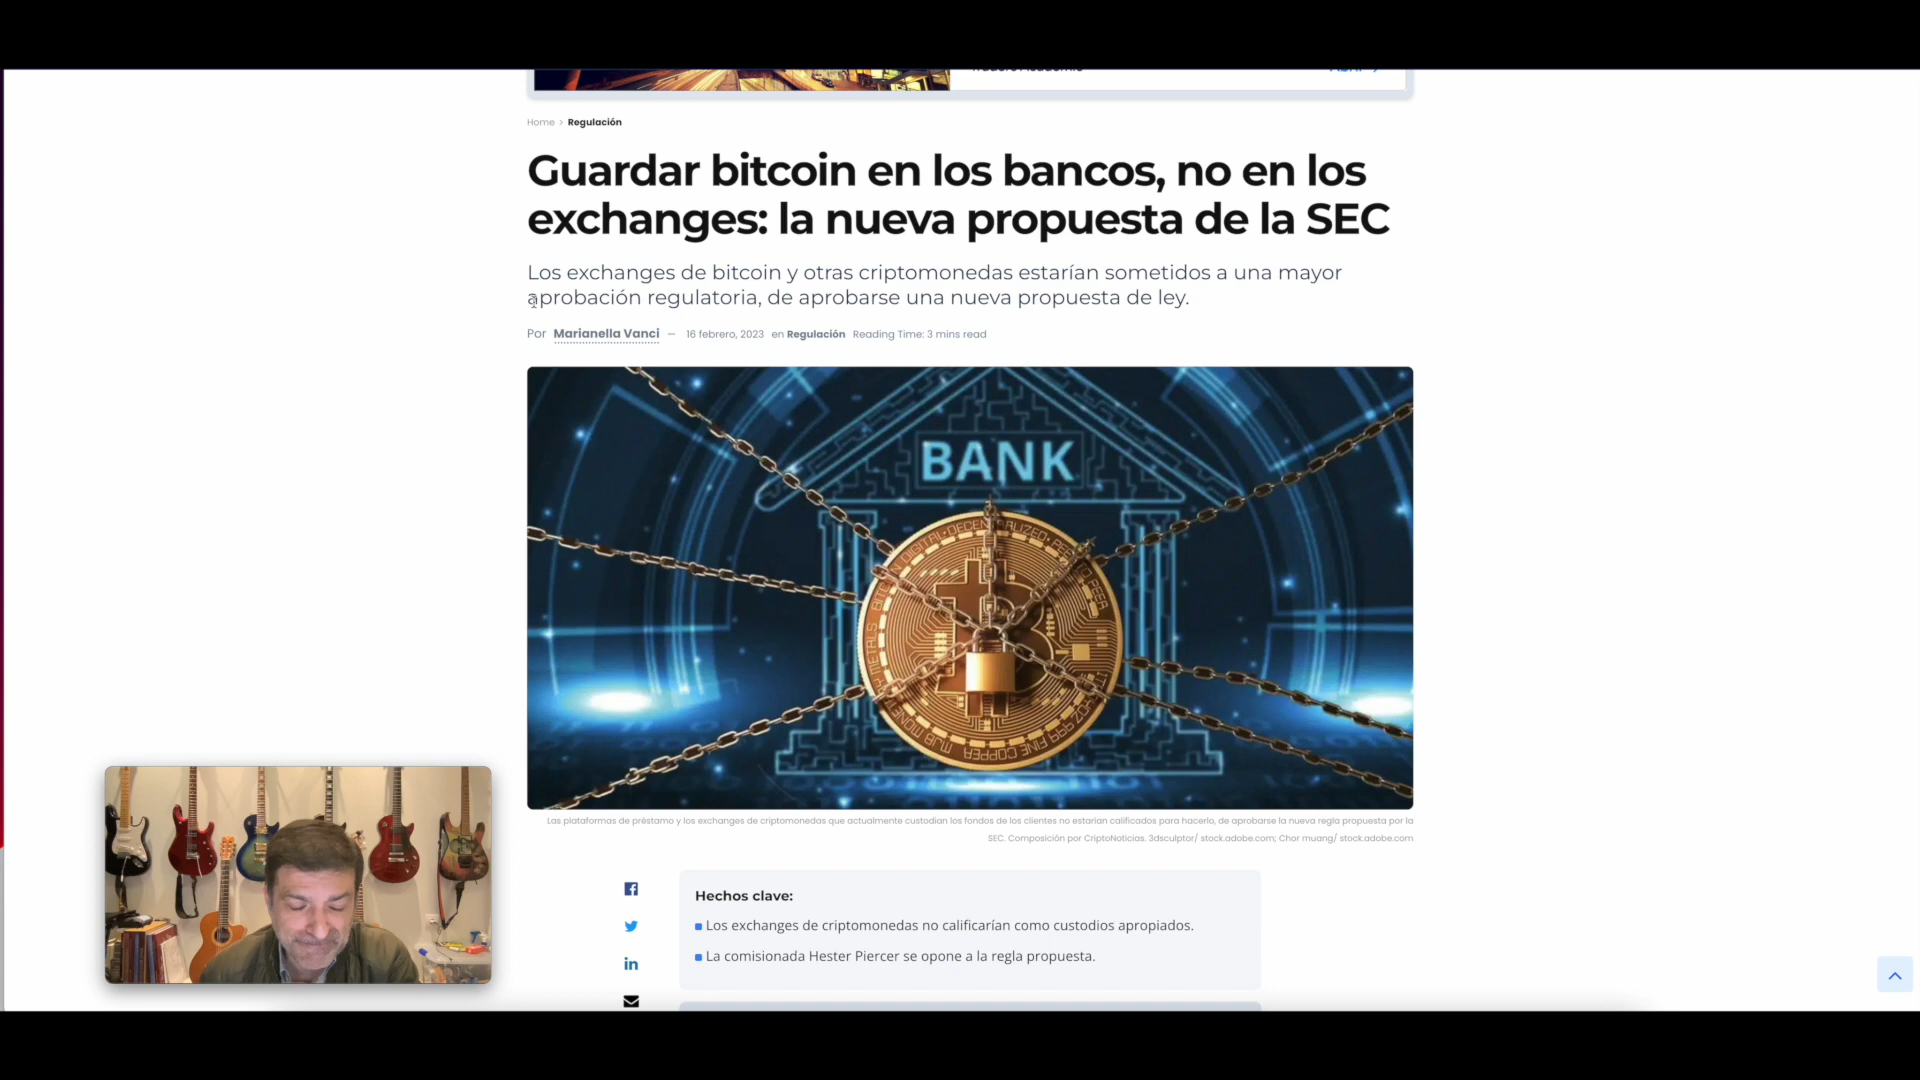 Home > Regulación
Guardar bitcoin en los bancos, no en los
exchanges: la nueva propuesta de la SEC
Los exchanges de bitcoin y otras criptomonedas estarían sometidos a una mayor
aprobación regulatoria, de aprobarse una nueva propuesta de ley.
Por Marianella Vanci — 16 febrero, 2023 en Regulación Reading Time: 3 mins read
BANK
Las plataformas de préstamo y los exchanges de criptomonedas que actualmente custodian los fondos de los clientes no estarían calificados para hacerlo, de aprobarse la nueva regla propuesta por la
SEC. Composición por CriptoNoticias. 3dsculptor/ stock.adobe.com; Chor muang/ stock.adobe.com
Hechos clave:
Los exchanges de criptomonedas no calificarían como custodios apropiados.
La comisionada Hester Piercer se opone a la regla propuesta.